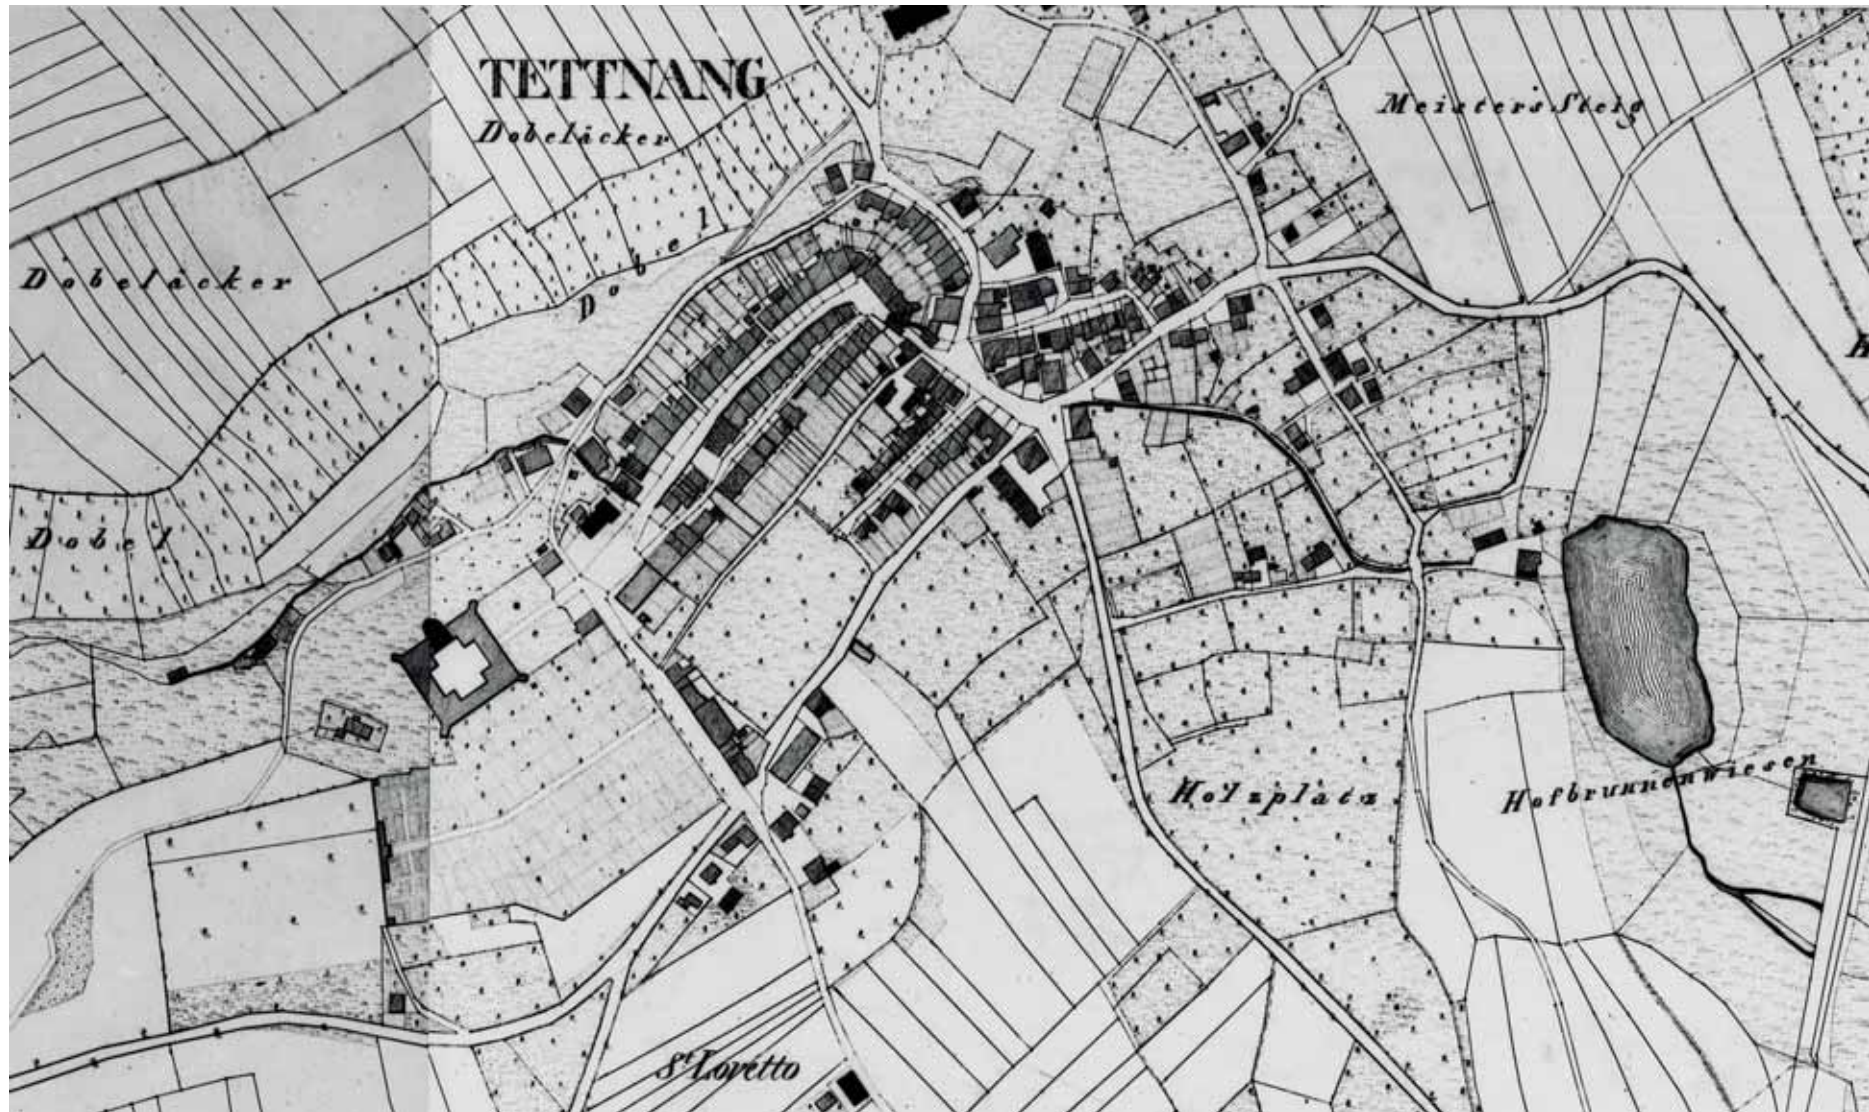 TETTNANG
Dobeläcker
Meisters Steig
Dobel
Dobeläcker
Dobel
Holzplatz
Hofbrunnenwiesen
St Loretto